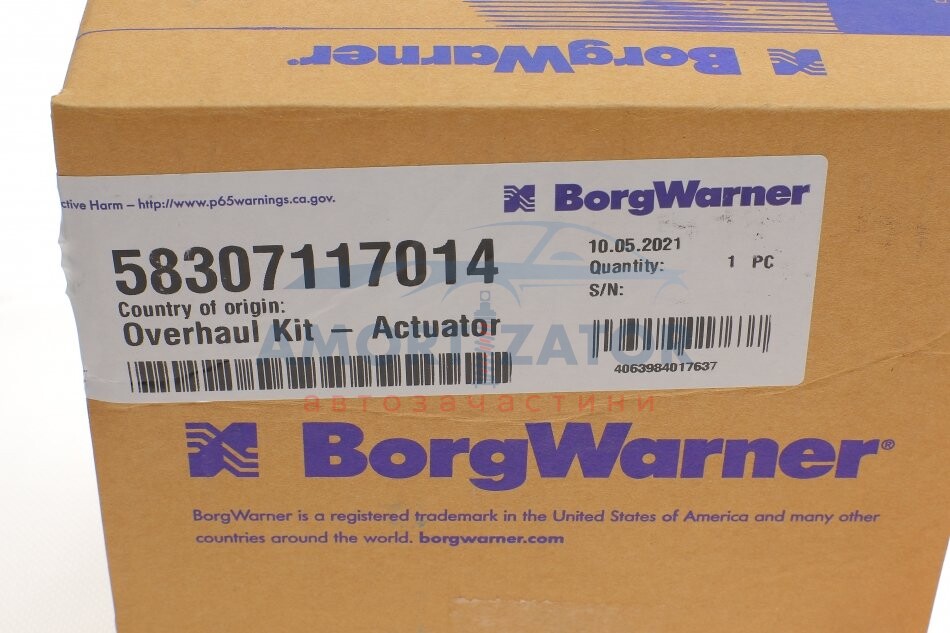 BorgWarner
ctive Harm – http://www.p65warnings.ca.gov.
BorgWarner
58307117014
10.05.2021
Quantity: 1 PC
Country of origin:
S/N:
Overhaul Kit – Actuator
AMORTIZATOR
4063984017637
автозапчастини
BorgWarner®
BorgWarner is a registered trademark in the United States of America and many other
countries around the world. borgwarner.com